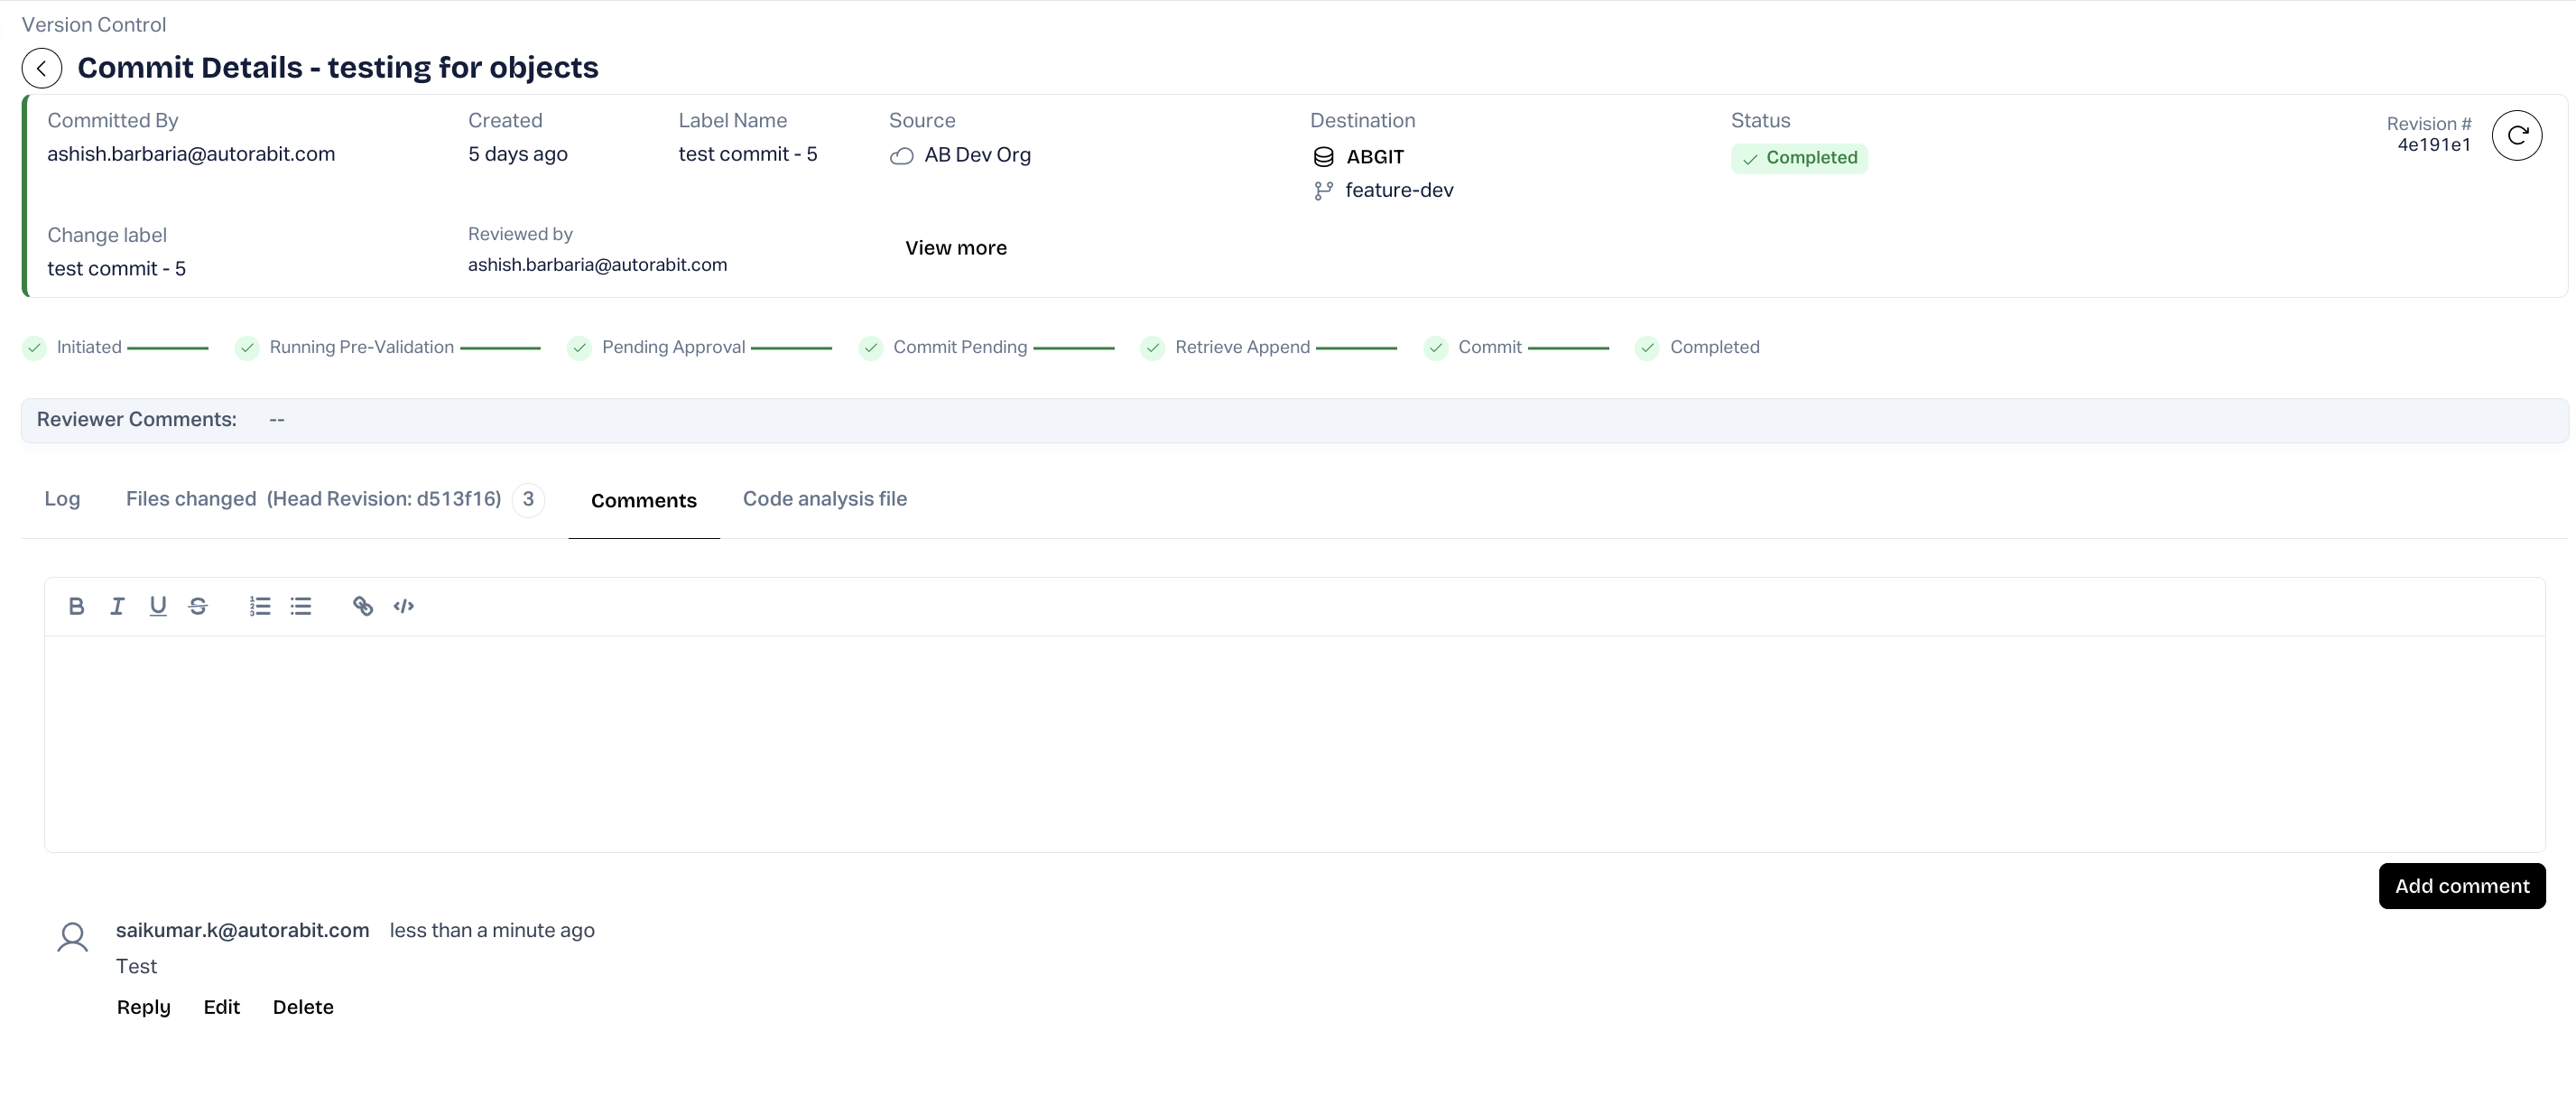 Version Control
Commit Details - testing for objects
Committed By
ashish.barbaria@autorabit.com
Created
5 days ago
Label Name
test commit - 5
Source
AB Dev Org
Destination
ABGIT
feature-dev
Status
Completed
Revision #
4e191e1
Change label
test commit - 5
Reviewed by
ashish.barbaria@autorabit.com
View more
Initiated Running Pre-Validation Pending Approval Commit Pending Retrieve Append Commit Completed
Reviewer Comments: --
Log Files changed (Head Revision: d513f16) 3 Comments Code analysis file
B I U S
Add comment
saikumar.k@autorabit.com less than a minute ago
Test
Reply Edit Delete